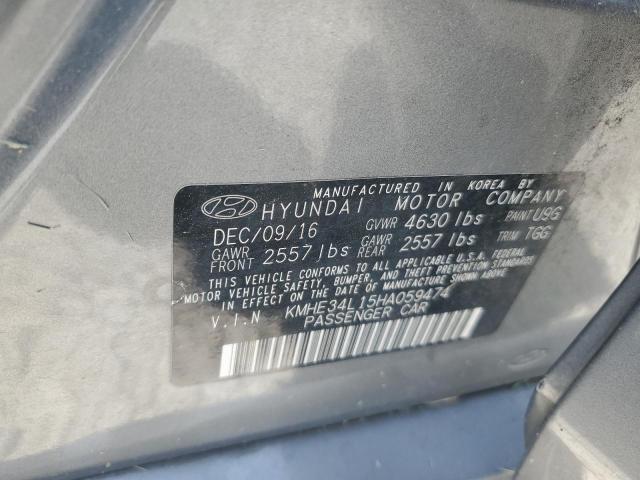 MANUFACTURED IN KOREA BY
HYUNDAI MOTOR COMPANY
DEC/09/16 GVWR 4630 lbs PAINT U9G
GAWR FRONT 2557 lbs GAWR REAR 2557 lbs TRIM TGG
THIS VEHICLE CONFORMS TO ALL APPLICABLE U.S.A. FEDERAL
MOTOR VEHICLE SAFETY, BUMPER, AND THEFT PREVENTION STANDARDS
IN EFFECT ON THE DATE OF MANUFACTURE SHOWN ABOVE.
V.I.N KMHE34L15HA059474
PASSENGER CAR